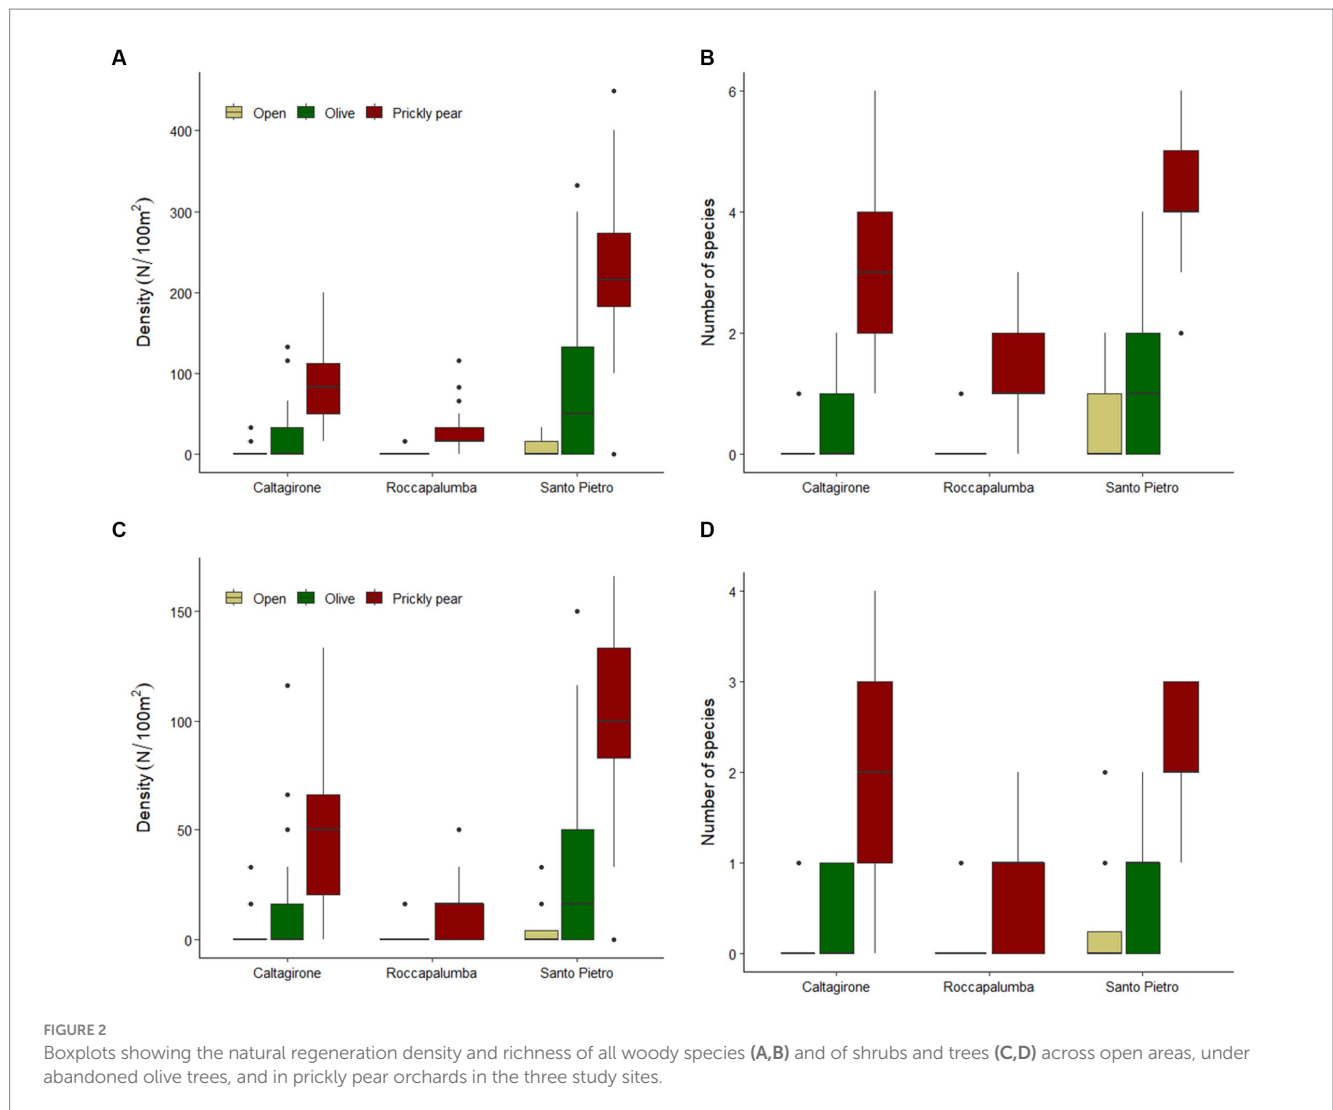 A
Density (N/100m²)
400
300
200
100
0
Open Olive Prickly pear
Caltagirone Roccapalumba Santo Pietro
B
Number of species
6
4
2
0
Caltagirone Roccapalumba Santo Pietro
C
Density (N/100m²)
150
100
50
0
Open Olive Prickly pear
Caltagirone Roccapalumba Santo Pietro
D
Number of species
4
3
2
1
0
Caltagirone Roccapalumba Santo Pietro
FIGURE 2
Boxplots showing the natural regeneration density and richness of all woody species (A,B) and of shrubs and trees (C,D) across open areas, under
abandoned olive trees, and in prickly pear orchards in the three study sites.